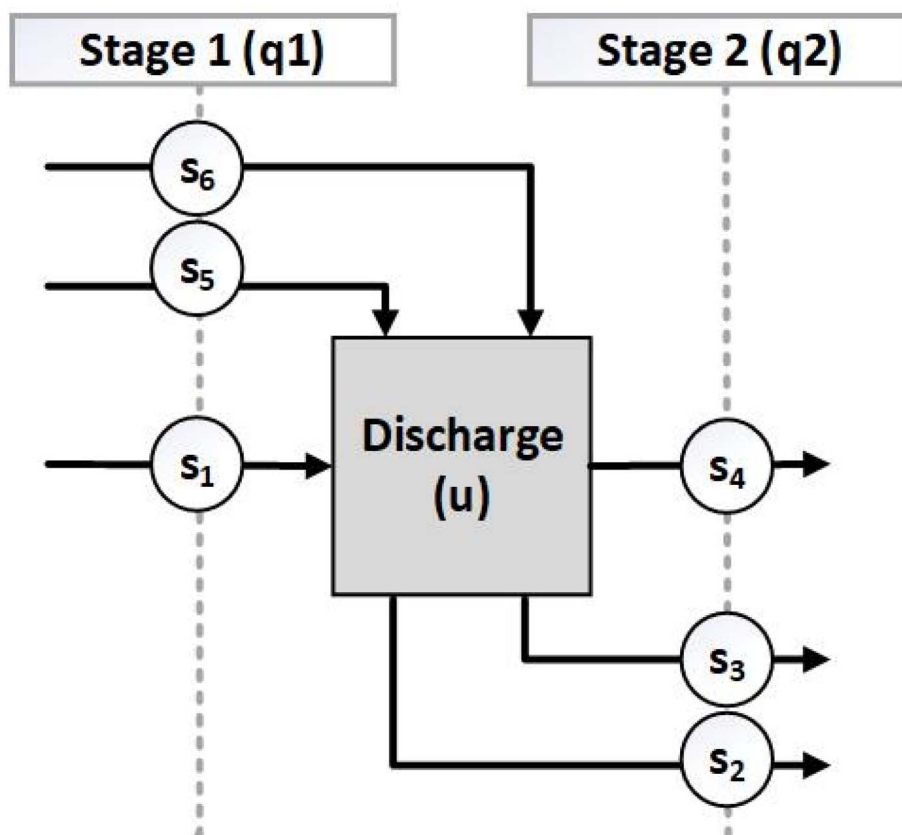 Stage 1 (q1)
Stage 2 (q2)
s₆
s₅
Discharge
(u)
s₁
s₄
s₃
s₂